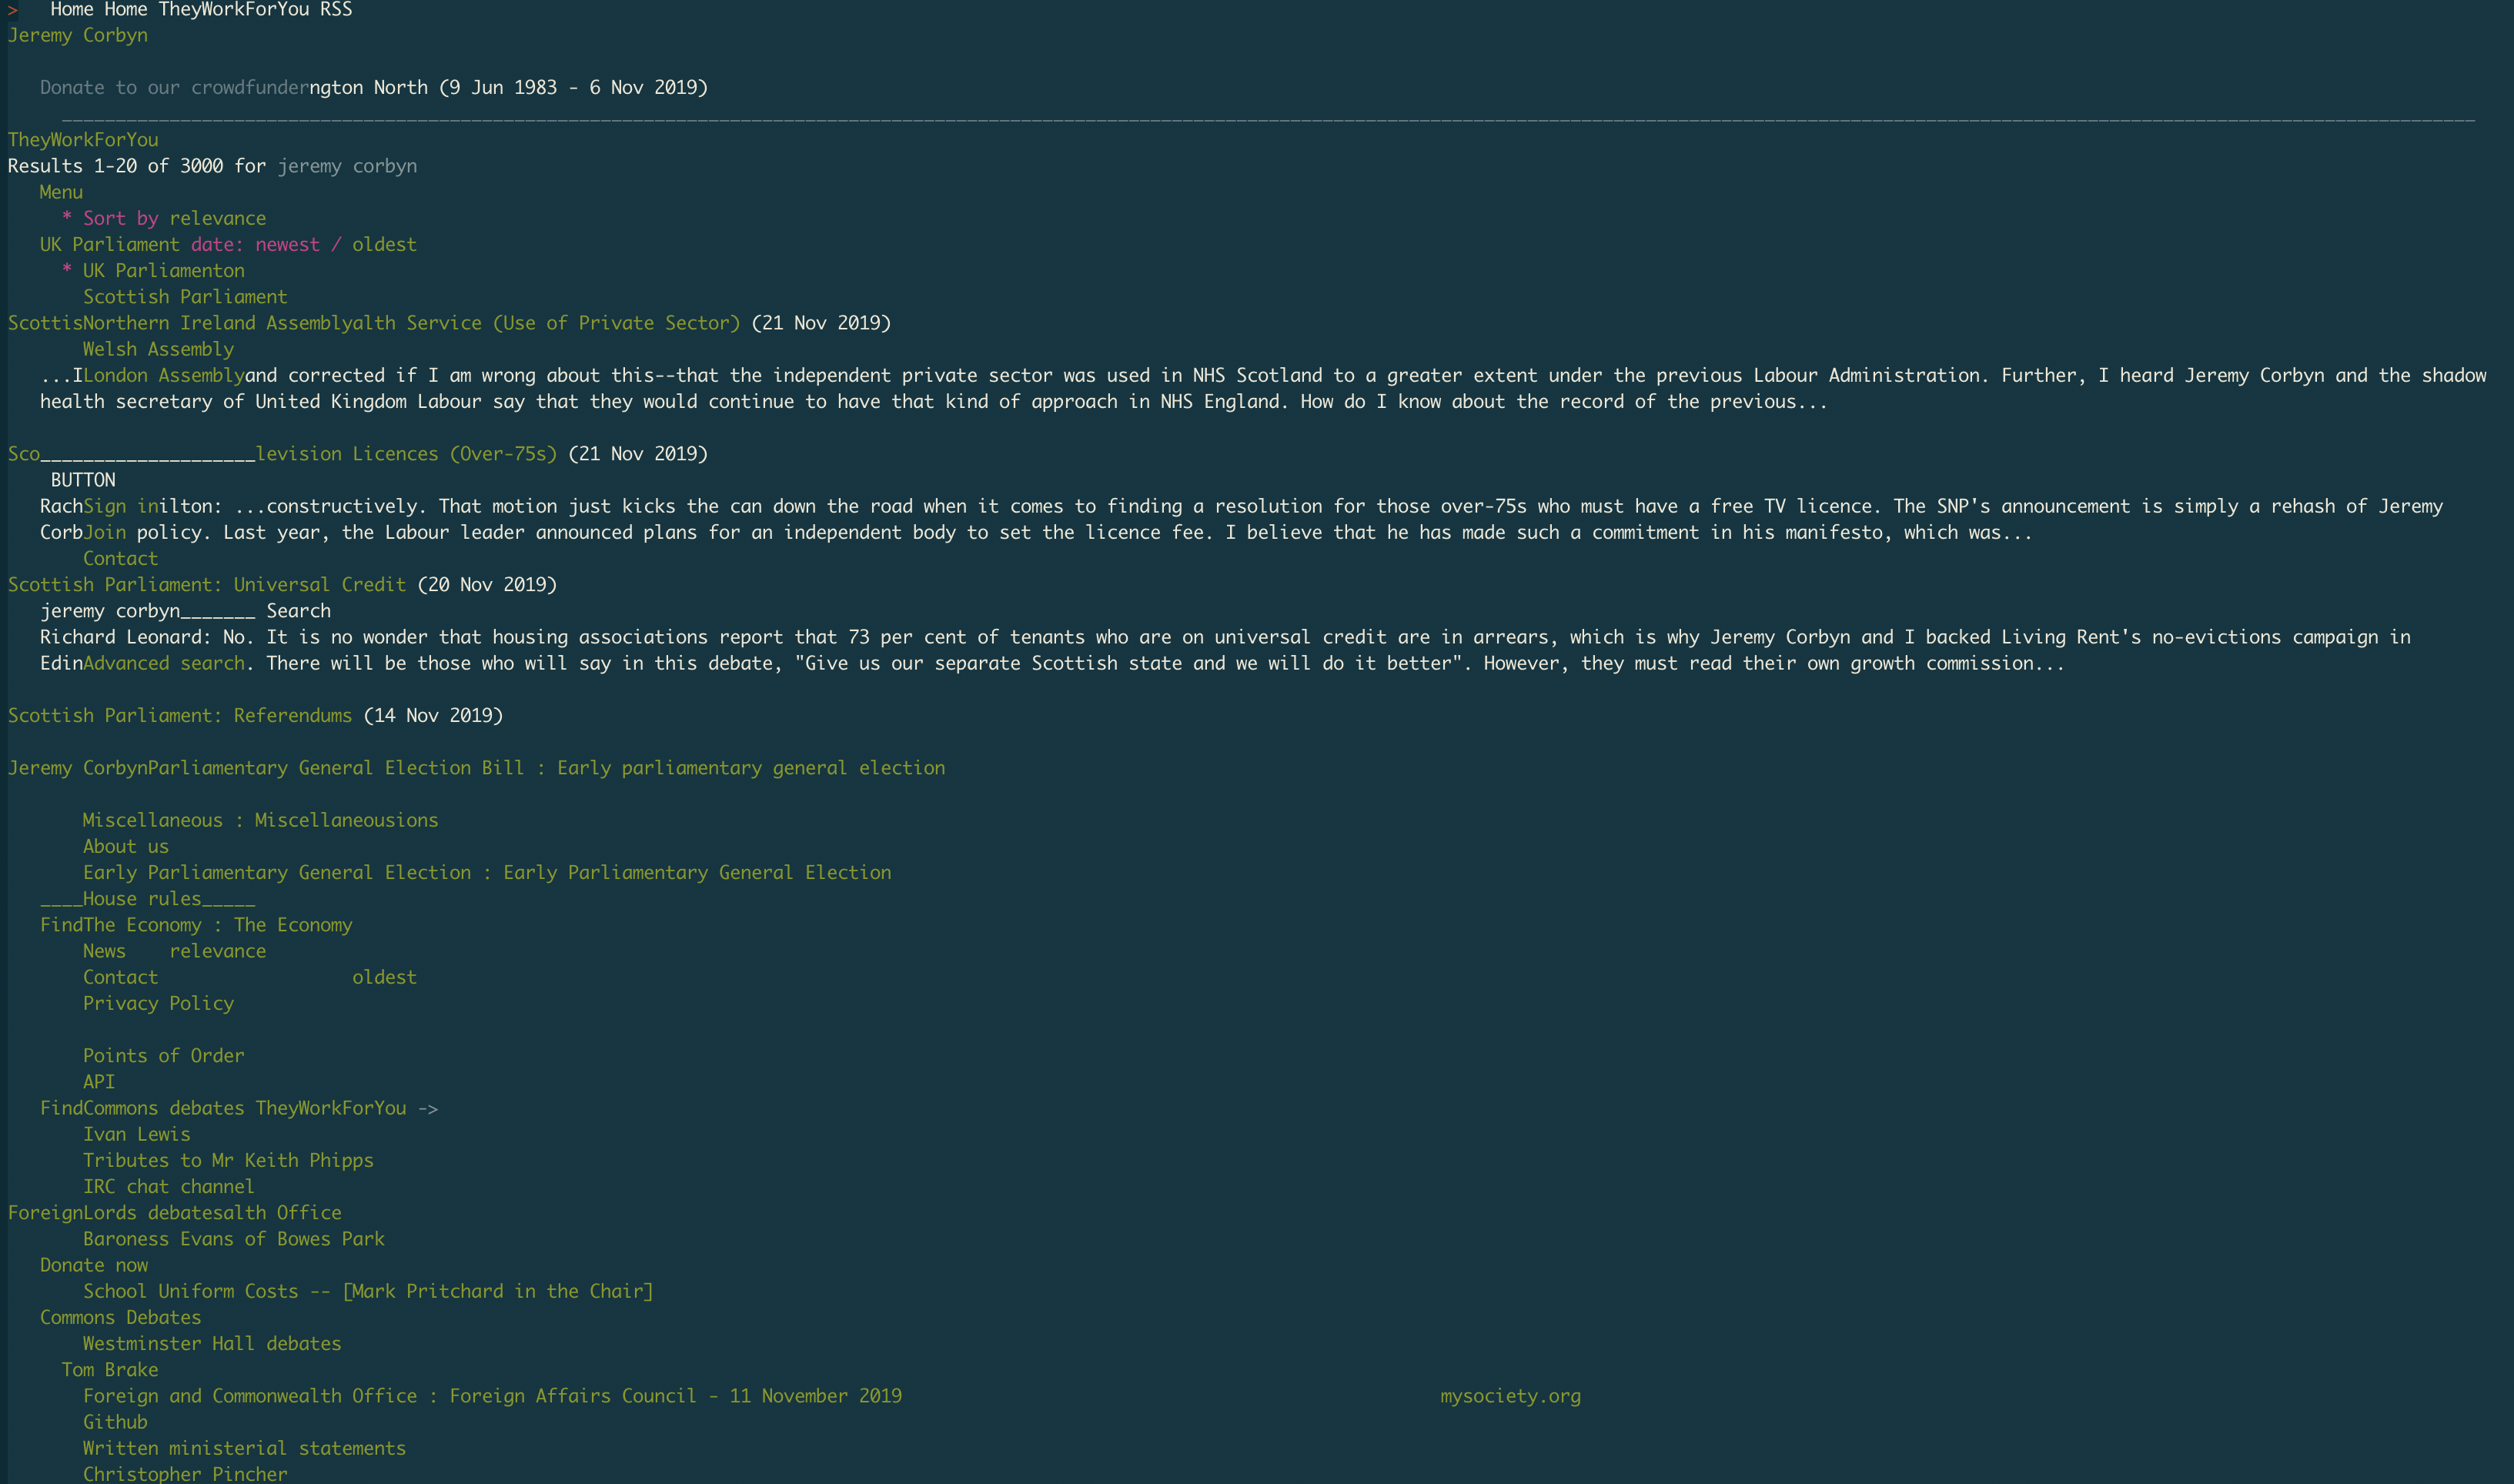 > Home Home TheyWorkForYou RSS
Jeremy Corbyn
Donate to our crowdfunderngton North (9 Jun 1983 - 6 Nov 2019)
TheyWorkForYou
Results 1-20 of 3000 for jeremy corbyn
Menu
* Sort by relevance
UK Parliament date: newest / oldest
* UK Parliamenton
Scottish Parliament
ScottisNorthern Ireland Assemblyalth Service (Use of Private Sector) (21 Nov 2019)
Welsh Assembly
...ILondon Assemblyand corrected if I am wrong about this--that the independent private sector was used in NHS Scotland to a greater extent under the previous Labour Administration. Further, I heard Jeremy Corbyn and the shadow
health secretary of United Kingdom Labour say that they would continue to have that kind of approach in NHS England. How do I know about the record of the previous...
Sco____________________levision Licences (Over-75s) (21 Nov 2019)
BUTTON
RachSign inilton: ...constructively. That motion just kicks the can down the road when it comes to finding a resolution for those over-75s who must have a free TV licence. The SNP's announcement is simply a rehash of Jeremy
CorbJoin policy. Last year, the Labour leader announced plans for an independent body to set the licence fee. I believe that he has made such a commitment in his manifesto, which was...
Contact
Scottish Parliament: Universal Credit (20 Nov 2019)
jeremy corbyn_______ Search
Richard Leonard: No. It is no wonder that housing associations report that 73 per cent of tenants who are on universal credit are in arrears, which is why Jeremy Corbyn and I backed Living Rent's no-evictions campaign in
EdinAdvanced search. There will be those who will say in this debate, "Give us our separate Scottish state and we will do it better". However, they must read their own growth commission...
Scottish Parliament: Referendums (14 Nov 2019)
Jeremy CorbynParliamentary General Election Bill : Early parliamentary general election
Miscellaneous : Miscellaneousions
About us
Early Parliamentary General Election : Early Parliamentary General Election
____House rules_____
FindThe Economy : The Economy
News relevance
Contact oldest
Privacy Policy
Points of Order
API
FindCommons debates TheyWorkForYou ->
Ivan Lewis
Tributes to Mr Keith Phipps
IRC chat channel
ForeignLords debatesalth Office
Baroness Evans of Bowes Park
Donate now
School Uniform Costs -- [Mark Pritchard in the Chair]
Commons Debates
Westminster Hall debates
Tom Brake
Foreign and Commonwealth Office : Foreign Affairs Council - 11 November 2019 mysociety.org
Github
Written ministerial statements
Christopher Pincher